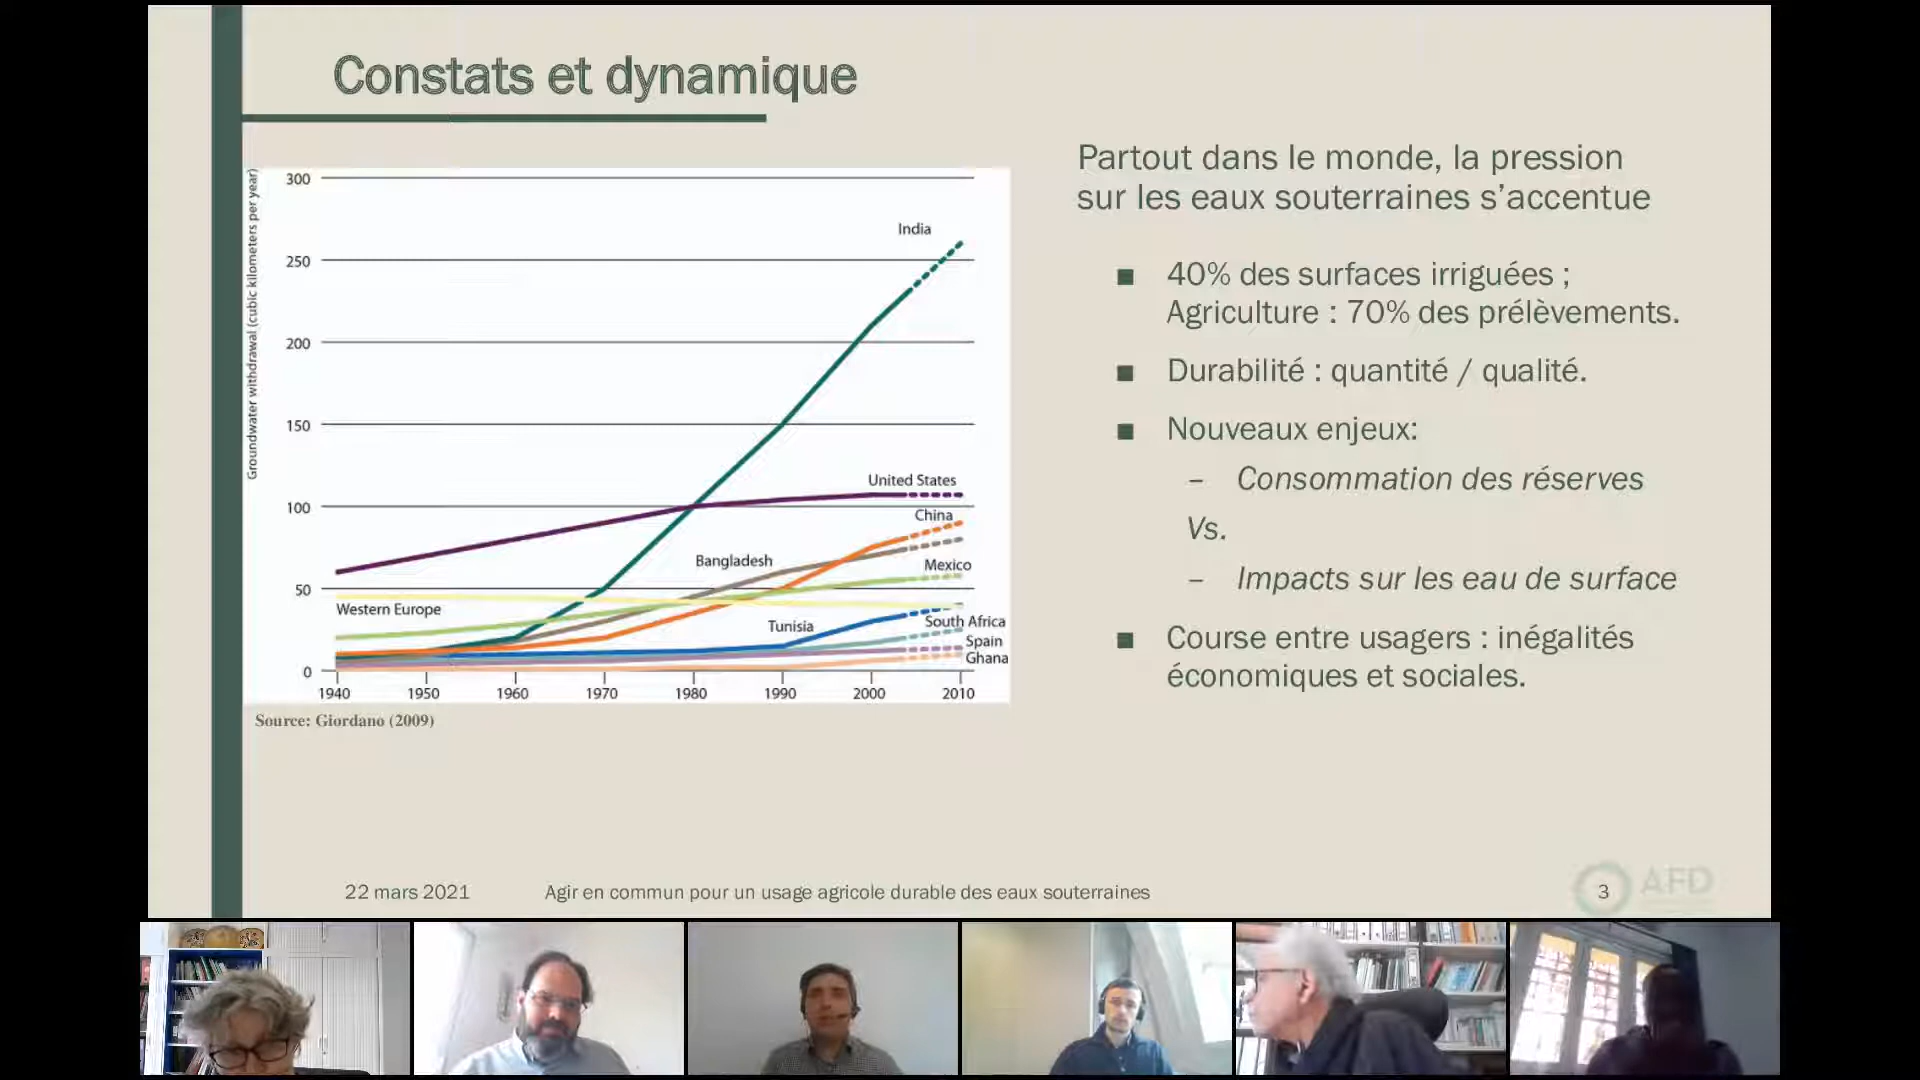 Constats et dynamique
Groundwater withdrawal (cubic kilometers per year)
300
250
200
150
100
50
0
India
United States
China
Bangladesh
Mexico
Western Europe
Tunisia
South Africa
Spain
Ghana
1940 1950 1960 1970 1980 1990 2000 2010
Source: Giordano (2009)
Partout dans le monde, la pression
sur les eaux souterraines s’accentue
■ 40% des surfaces irriguées ;
Agriculture : 70% des prélèvements.
■ Durabilité : quantité / qualité.
■ Nouveaux enjeux:
– Consommation des réserves
Vs.
– Impacts sur les eau de surface
■ Course entre usagers : inégalités
économiques et sociales.
22 mars 2021 Agir en commun pour un usage agricole durable des eaux souterraines 3
AFD